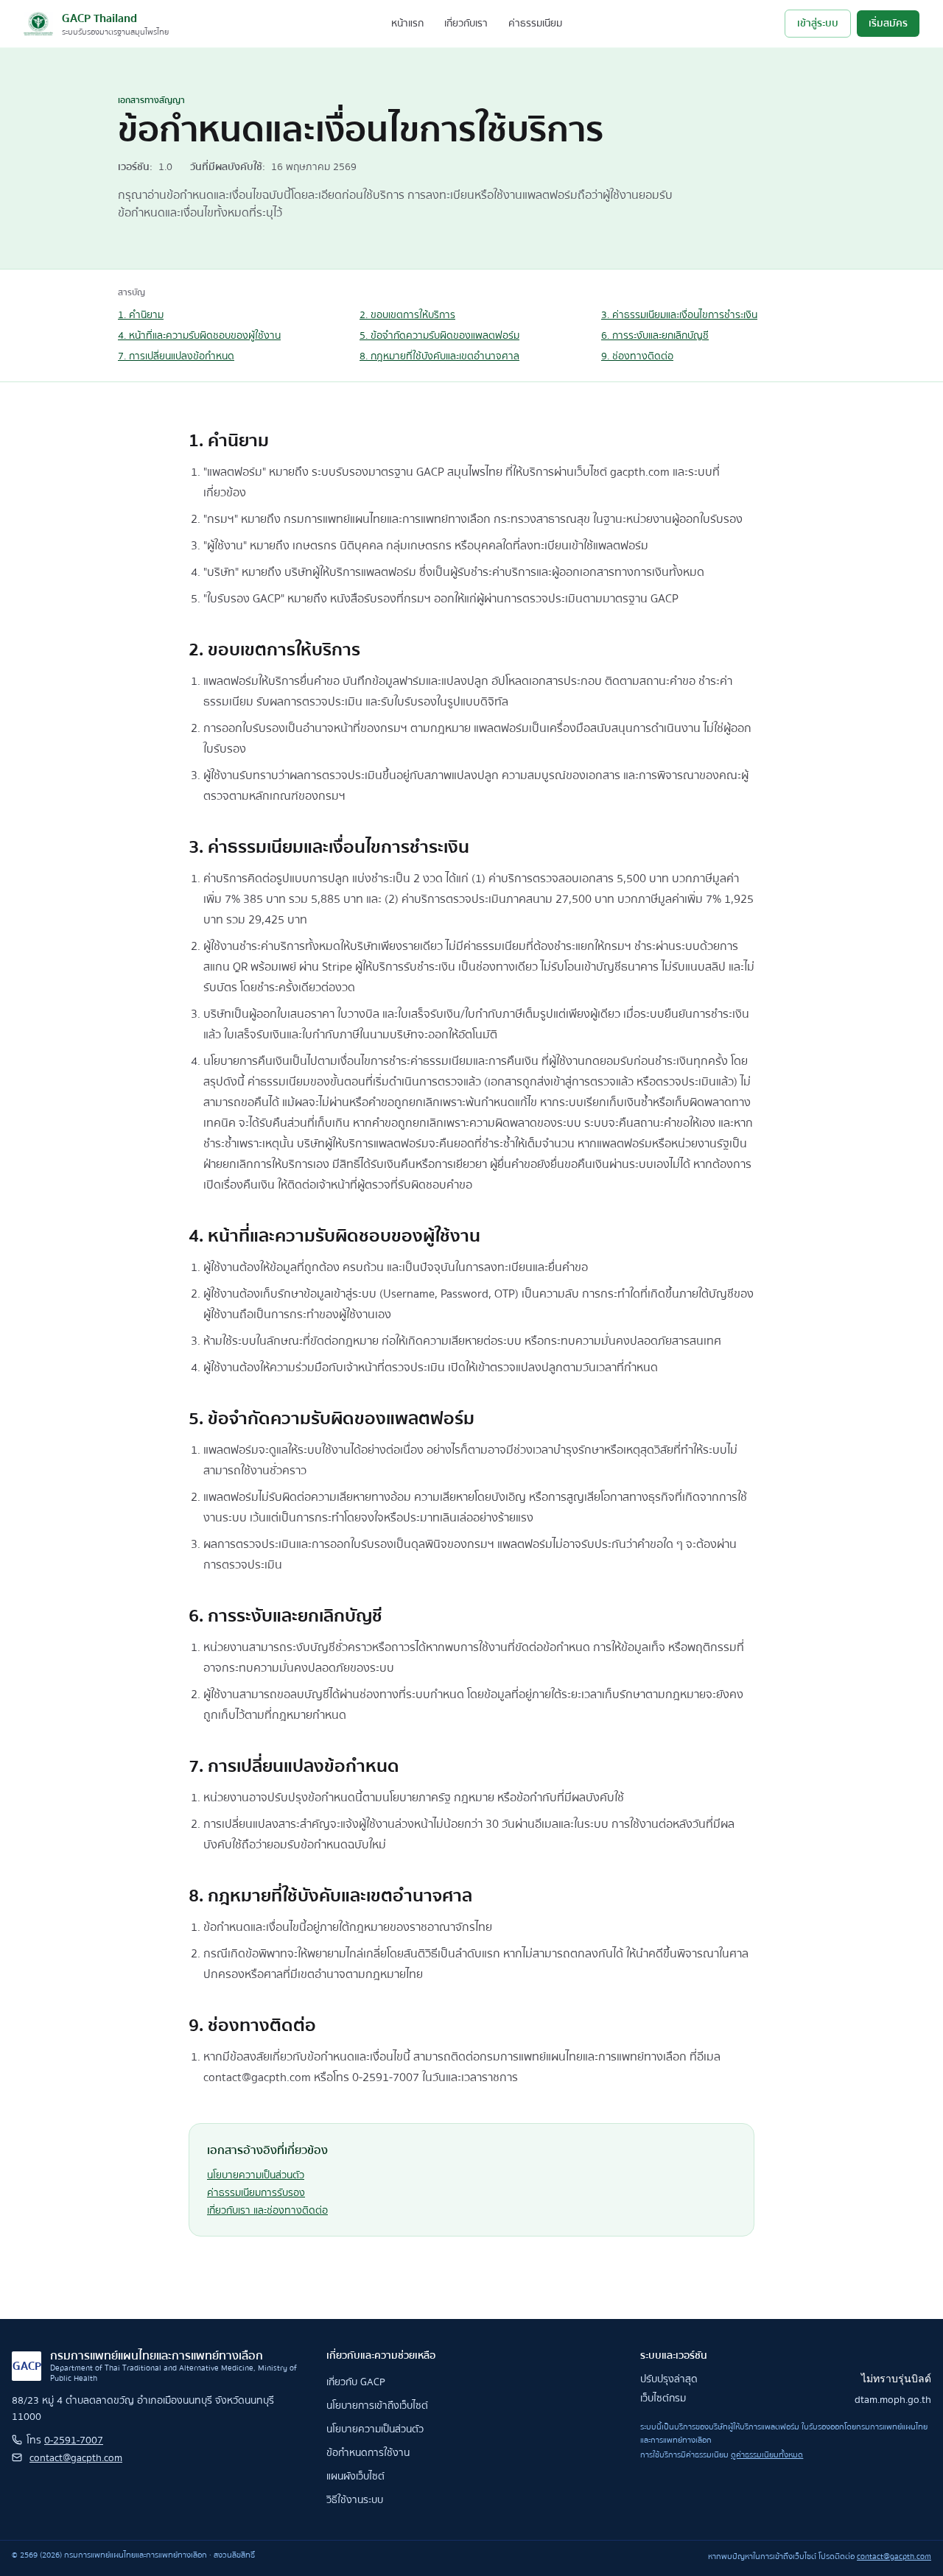 GACP Thailand
ระบบรับรองมาตรฐานสมุนไพรไทย
หน้าแรก
เกี่ยวกับเรา
ค่าธรรมเนียม
เข้าสู่ระบบ
เริ่มสมัคร
เอกสารทางสัญญา
ข้อกำหนดและเงื่อนไขการใช้บริการ
เวอร์ชัน: 1.0 วันที่มีผลบังคับใช้: 16 พฤษภาคม 2569
กรุณาอ่านข้อกำหนดและเงื่อนไขฉบับนี้โดยละเอียดก่อนใช้บริการ การลงทะเบียนหรือใช้งานแพลตฟอร์มถือว่าผู้ใช้งานยอมรับ
ข้อกำหนดและเงื่อนไขทั้งหมดที่ระบุไว้
สารบัญ
1. คำนิยาม
2. ขอบเขตการให้บริการ
3. ค่าธรรมเนียมและเงื่อนไขการชำระเงิน
4. หน้าที่และความรับผิดชอบของผู้ใช้งาน
5. ข้อจำกัดความรับผิดของแพลตฟอร์ม
6. การระงับและยกเลิกบัญชี
7. การเปลี่ยนแปลงข้อกำหนด
8. กฎหมายที่ใช้บังคับและเขตอำนาจศาล
9. ช่องทางติดต่อ
1. คำนิยาม
1. "แพลตฟอร์ม" หมายถึง ระบบรับรองมาตรฐาน GACP สมุนไพรไทย ที่ให้บริการผ่านเว็บไซต์ gacpth.com และระบบที่
เกี่ยวข้อง
2. "กรมฯ" หมายถึง กรมการแพทย์แผนไทยและการแพทย์ทางเลือก กระทรวงสาธารณสุข ในฐานะหน่วยงานผู้ออกใบรับรอง
3. "ผู้ใช้งาน" หมายถึง เกษตรกร นิติบุคคล กลุ่มเกษตรกร หรือบุคคลใดที่ลงทะเบียนเข้าใช้แพลตฟอร์ม
4. "บริษัท" หมายถึง บริษัทผู้ให้บริการแพลตฟอร์ม ซึ่งเป็นผู้รับชำระค่าบริการและผู้ออกเอกสารทางการเงินทั้งหมด
5. "ใบรับรอง GACP" หมายถึง หนังสือรับรองที่กรมฯ ออกให้แก่ผู้ผ่านการตรวจประเมินตามมาตรฐาน GACP
2. ขอบเขตการให้บริการ
1. แพลตฟอร์มให้บริการยื่นคำขอ บันทึกข้อมูลฟาร์มและแปลงปลูก อัปโหลดเอกสารประกอบ ติดตามสถานะคำขอ ชำระค่า
ธรรมเนียม รับผลการตรวจประเมิน และรับใบรับรองในรูปแบบดิจิทัล
2. การออกใบรับรองเป็นอำนาจหน้าที่ของกรมฯ ตามกฎหมาย แพลตฟอร์มเป็นเครื่องมือสนับสนุนการดำเนินงาน ไม่ใช่ผู้ออก
ใบรับรอง
3. ผู้ใช้งานรับทราบว่าผลการตรวจประเมินขึ้นอยู่กับสภาพแปลงปลูก ความสมบูรณ์ของเอกสาร และการพิจารณาของคณะผู้
ตรวจตามหลักเกณฑ์ของกรมฯ
3. ค่าธรรมเนียมและเงื่อนไขการชำระเงิน
1. ค่าบริการคิดต่อรูปแบบการปลูก แบ่งชำระเป็น 2 งวด ได้แก่ (1) ค่าบริการตรวจสอบเอกสาร 5,500 บาท บวกภาษีมูลค่า
เพิ่ม 7% 385 บาท รวม 5,885 บาท และ (2) ค่าบริการตรวจประเมินภาคสนาม 27,500 บาท บวกภาษีมูลค่าเพิ่ม 7% 1,925
บาท รวม 29,425 บาท
2. ผู้ใช้งานชำระค่าบริการทั้งหมดให้บริษัทเพียงรายเดียว ไม่มีค่าธรรมเนียมที่ต้องชำระแยกให้กรมฯ ชำระผ่านระบบด้วยการ
สแกน QR พร้อมเพย์ ผ่าน Stripe ผู้ให้บริการรับชำระเงิน เป็นช่องทางเดียว ไม่รับโอนเข้าบัญชีธนาคาร ไม่รับแนบสลิป และไม่
รับบัตร โดยชำระครั้งเดียวต่องวด
3. บริษัทเป็นผู้ออกใบเสนอราคา ใบวางบิล และใบเสร็จรับเงิน/ใบกำกับภาษีเต็มรูปแต่เพียงผู้เดียว เมื่อระบบยืนยันการชำระเงิน
แล้ว ใบเสร็จรับเงินและใบกำกับภาษีในนามบริษัทจะออกให้อัตโนมัติ
4. นโยบายการคืนเงินเป็นไปตามเงื่อนไขการชำระค่าธรรมเนียมและการคืนเงิน ที่ผู้ใช้งานกดยอมรับก่อนชำระเงินทุกครั้ง โดย
สรุปดังนี้ ค่าธรรมเนียมของขั้นตอนที่เริ่มดำเนินการตรวจแล้ว (เอกสารถูกส่งเข้าสู่การตรวจแล้ว หรือตรวจประเมินแล้ว) ไม่
สามารถขอคืนได้ แม้ผลจะไม่ผ่านหรือคำขอถูกยกเลิกเพราะพ้นกำหนดแก้ไข หากระบบเรียกเก็บเงินซ้ำหรือเก็บผิดพลาดทาง
เทคนิค จะได้รับคืนส่วนที่เก็บเกิน หากคำขอถูกยกเลิกเพราะความผิดพลาดของระบบ ระบบจะคืนสถานะคำขอให้เอง และหาก
ชำระซ้ำเพราะเหตุนั้น บริษัทผู้ให้บริการแพลตฟอร์มจะคืนยอดที่ชำระซ้ำให้เต็มจำนวน หากแพลตฟอร์มหรือหน่วยงานรัฐเป็น
ฝ่ายยกเลิกการให้บริการเอง มีสิทธิ์ได้รับเงินคืนหรือการเยียวยา ผู้ยื่นคำขอยังยื่นขอคืนเงินผ่านระบบเองไม่ได้ หากต้องการ
เปิดเรื่องคืนเงิน ให้ติดต่อเจ้าหน้าที่ผู้ตรวจที่รับผิดชอบคำขอ
4. หน้าที่และความรับผิดชอบของผู้ใช้งาน
1. ผู้ใช้งานต้องให้ข้อมูลที่ถูกต้อง ครบถ้วน และเป็นปัจจุบันในการลงทะเบียนและยื่นคำขอ
2. ผู้ใช้งานต้องเก็บรักษาข้อมูลเข้าสู่ระบบ (Username, Password, OTP) เป็นความลับ การกระทำใดที่เกิดขึ้นภายใต้บัญชีของ
ผู้ใช้งานถือเป็นการกระทำของผู้ใช้งานเอง
3. ห้ามใช้ระบบในลักษณะที่ขัดต่อกฎหมาย ก่อให้เกิดความเสียหายต่อระบบ หรือกระทบความมั่นคงปลอดภัยสารสนเทศ
4. ผู้ใช้งานต้องให้ความร่วมมือกับเจ้าหน้าที่ตรวจประเมิน เปิดให้เข้าตรวจแปลงปลูกตามวันเวลาที่กำหนด
5. ข้อจำกัดความรับผิดของแพลตฟอร์ม
1. แพลตฟอร์มจะดูแลให้ระบบใช้งานได้อย่างต่อเนื่อง อย่างไรก็ตามอาจมีช่วงเวลาบำรุงรักษาหรือเหตุสุดวิสัยที่ทำให้ระบบไม่
สามารถใช้งานชั่วคราว
2. แพลตฟอร์มไม่รับผิดต่อความเสียหายทางอ้อม ความเสียหายโดยบังเอิญ หรือการสูญเสียโอกาสทางธุรกิจที่เกิดจากการใช้
งานระบบ เว้นแต่เป็นการกระทำโดยจงใจหรือประมาทเลินเล่ออย่างร้ายแรง
3. ผลการตรวจประเมินและการออกใบรับรองเป็นดุลพินิจของกรมฯ แพลตฟอร์มไม่อาจรับประกันว่าคำขอใด ๆ จะต้องผ่าน
การตรวจประเมิน
6. การระงับและยกเลิกบัญชี
1. หน่วยงานสามารถระงับบัญชีชั่วคราวหรือถาวรได้หากพบการใช้งานที่ขัดต่อข้อกำหนด การให้ข้อมูลเท็จ หรือพฤติกรรมที่
อาจกระทบความมั่นคงปลอดภัยของระบบ
2. ผู้ใช้งานสามารถขอลบบัญชีได้ผ่านช่องทางที่ระบบกำหนด โดยข้อมูลที่อยู่ภายใต้ระยะเวลาเก็บรักษาตามกฎหมายจะยังคง
ถูกเก็บไว้ตามที่กฎหมายกำหนด
7. การเปลี่ยนแปลงข้อกำหนด
1. หน่วยงานอาจปรับปรุงข้อกำหนดนี้ตามนโยบายภาครัฐ กฎหมาย หรือข้อกำกับที่มีผลบังคับใช้
2. การเปลี่ยนแปลงสาระสำคัญจะแจ้งผู้ใช้งานล่วงหน้าไม่น้อยกว่า 30 วันผ่านอีเมลและในระบบ การใช้งานต่อหลังวันที่มีผล
บังคับใช้ถือว่ายอมรับข้อกำหนดฉบับใหม่
8. กฎหมายที่ใช้บังคับและเขตอำนาจศาล
1. ข้อกำหนดและเงื่อนไขนี้อยู่ภายใต้กฎหมายของราชอาณาจักรไทย
2. กรณีเกิดข้อพิพาทจะให้พยายามไกล่เกลี่ยโดยสันติวิธีเป็นลำดับแรก หากไม่สามารถตกลงกันได้ ให้นำคดีขึ้นพิจารณาในศาล
ปกครองหรือศาลที่มีเขตอำนาจตามกฎหมายไทย
9. ช่องทางติดต่อ
1. หากมีข้อสงสัยเกี่ยวกับข้อกำหนดและเงื่อนไขนี้ สามารถติดต่อกรมการแพทย์แผนไทยและการแพทย์ทางเลือก ที่อีเมล
contact@gacpth.com หรือโทร 0-2591-7007 ในวันและเวลาราชการ
เอกสารอ้างอิงที่เกี่ยวข้อง
นโยบายความเป็นส่วนตัว
ค่าธรรมเนียมการรับรอง
เกี่ยวกับเรา และช่องทางติดต่อ
GACP
กรมการแพทย์แผนไทยและการแพทย์ทางเลือก
Department of Thai Traditional and Alternative Medicine, Ministry of
Public Health
88/23 หมู่ 4 ตำบลตลาดขวัญ อำเภอเมืองนนทบุรี จังหวัดนนทบุรี
11000
โทร 0-2591-7007
contact@gacpth.com
เกี่ยวกับและความช่วยเหลือ
เกี่ยวกับ GACP
นโยบายการเข้าถึงเว็บไซต์
นโยบายความเป็นส่วนตัว
ข้อกำหนดการใช้งาน
แผนผังเว็บไซต์
วิธีใช้งานระบบ
ระบบและเวอร์ชัน
ปรับปรุงล่าสุด ไม่ทราบรุ่นบิลด์
เว็บไซต์กรม dtam.moph.go.th
ระบบนี้เป็นบริการของบริษัทผู้ให้บริการแพลตฟอร์ม ใบรับรองออกโดยกรมการแพทย์แผนไทย
และการแพทย์ทางเลือก
การใช้บริการมีค่าธรรมเนียม ดูค่าธรรมเนียมทั้งหมด
© 2569 (2026) กรมการแพทย์แผนไทยและการแพทย์ทางเลือก · สงวนลิขสิทธิ์
หากพบปัญหาในการเข้าถึงเว็บไซต์ โปรดติดต่อ contact@gacpth.com